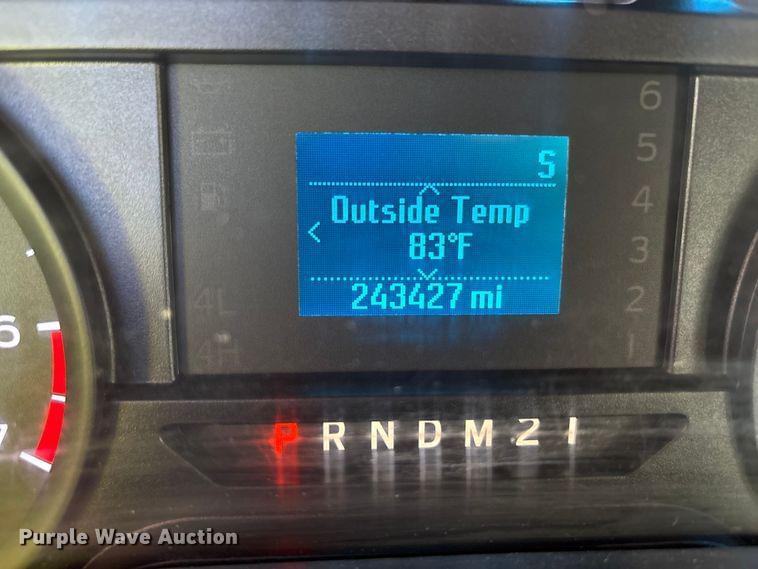 6
5
S
4
Outside Temp
83°F
3
243427 mi
4L
2
4H
1
6
7
P R N D M 2 1
Purple Wave Auction